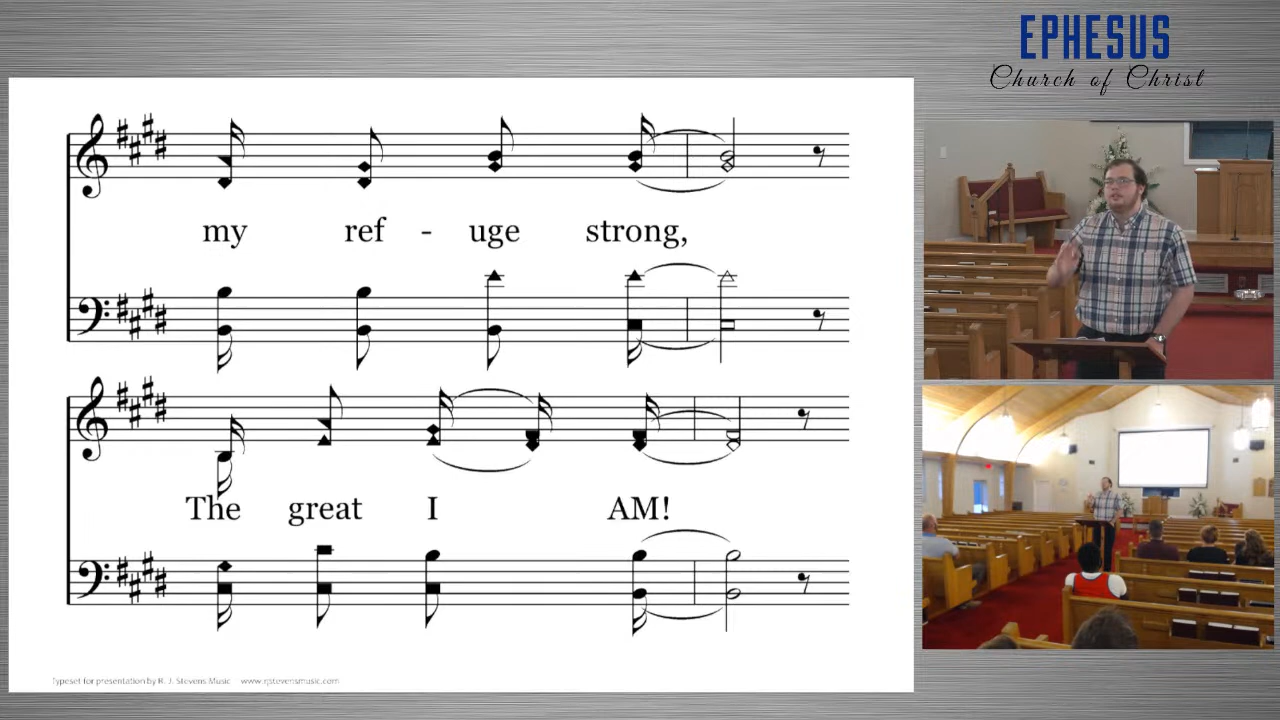 EPHESUS
Church of Christ
my ref - uge strong,
The great I AM!
Typeset for presentation by R. J. Stevens Music www.rjstevensmusic.com